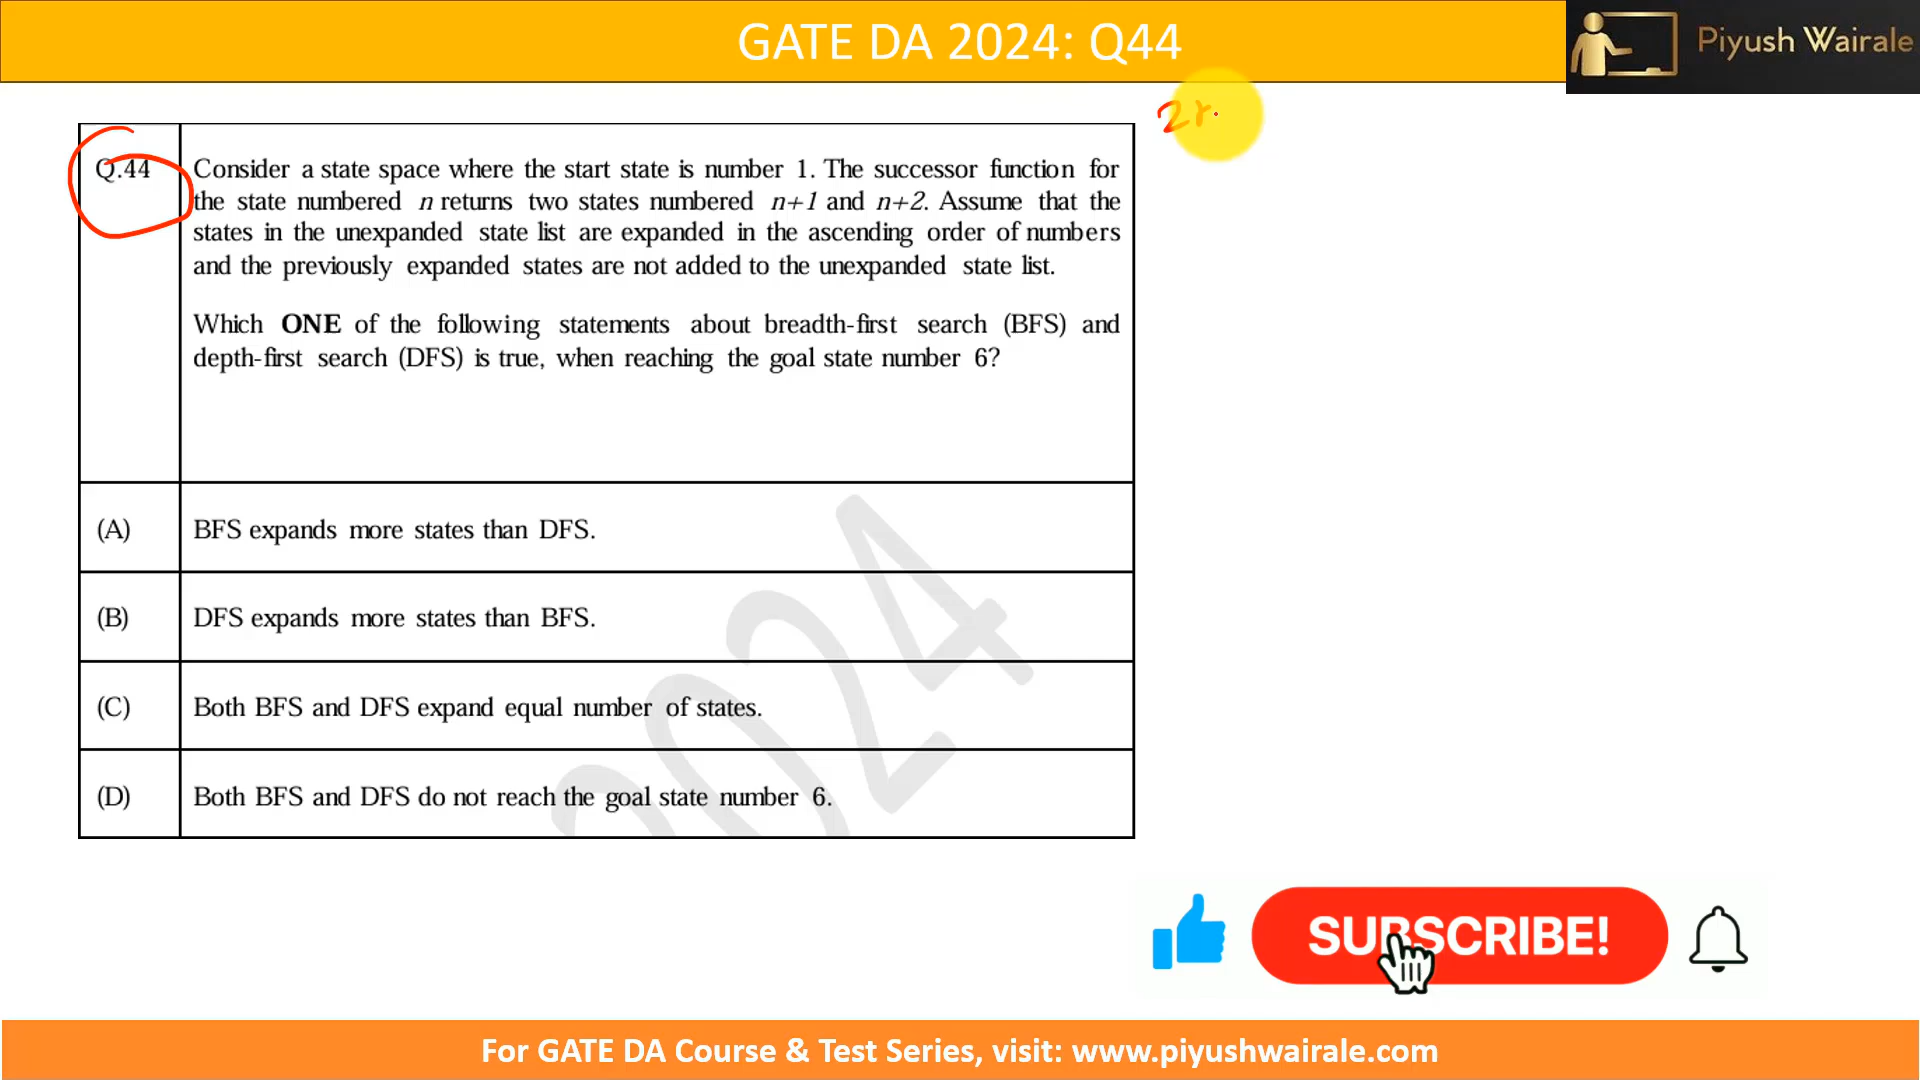 GATE DA 2024: Q44
Piyush Wairale
Q.44
Consider a state space where the start state is number 1. The successor function for
the state numbered n returns two states numbered n+1 and n+2. Assume that the
states in the unexpanded state list are expanded in the ascending order of numbers
and the previously expanded states are not added to the unexpanded state list.
Which ONE of the following statements about breadth-first search (BFS) and
depth-first search (DFS) is true, when reaching the goal state number 6?
(A) BFS expands more states than DFS.
(B) DFS expands more states than BFS.
(C) Both BFS and DFS expand equal number of states.
(D) Both BFS and DFS do not reach the goal state number 6.
2024
SUBSCRIBE!
For GATE DA Course & Test Series, visit: www.piyushwairale.com